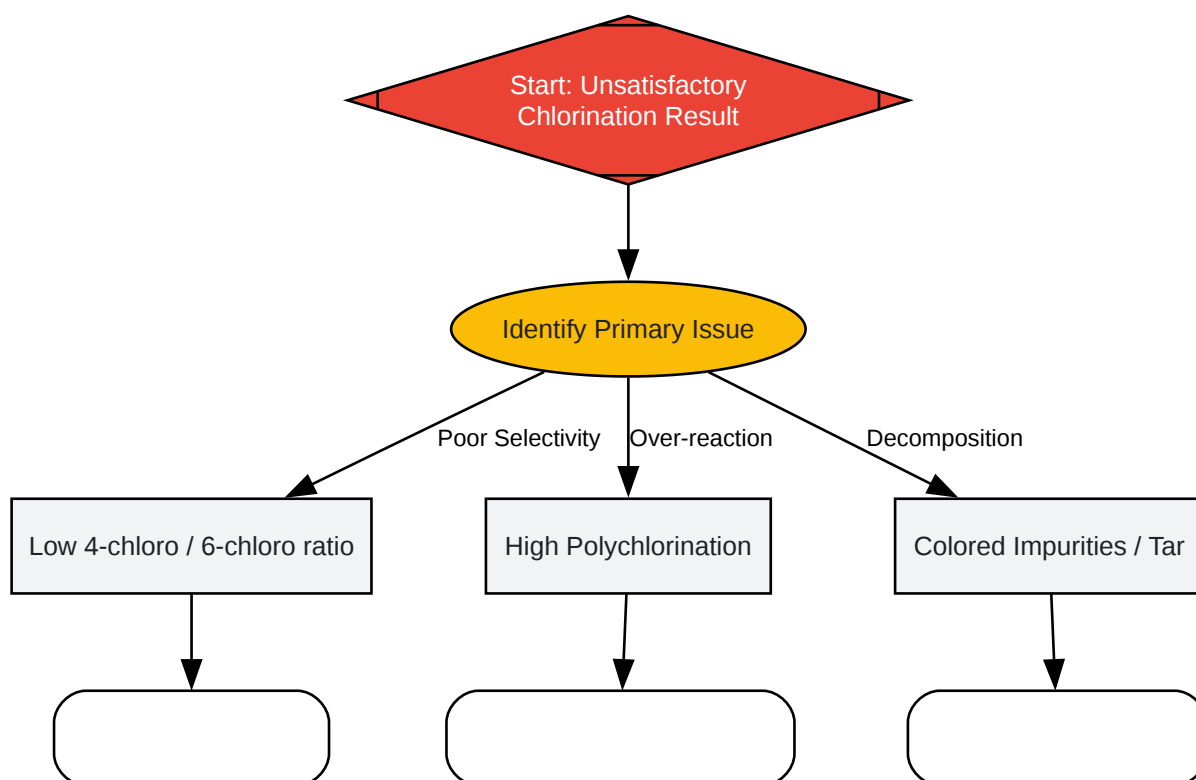 Start: Unsatisfactory
Chlorination Result
Identify Primary Issue
Poor Selectivity
Over-reaction
Decomposition
Low 4-chloro / 6-chloro ratio
High Polychlorination
Colored Impurities / Tar